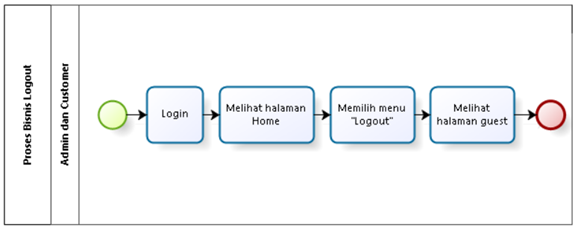 Proses Bisnis Logout
Admin dan Customer
Login
Melihat halaman
Home
Memilih menu
"Logout"
Melihat
halaman guest